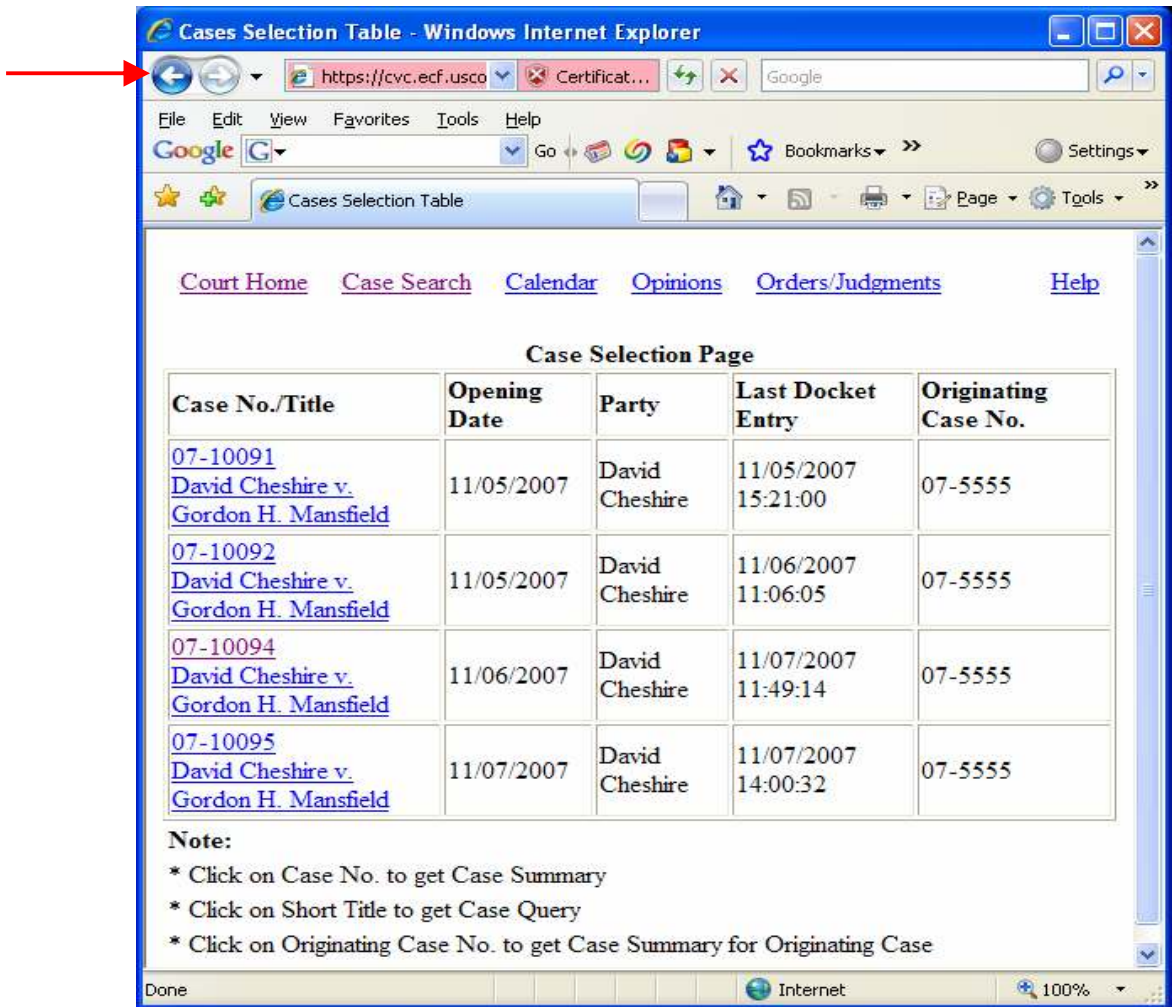 Cases Selection Table - Windows Internet Explorer
https://cvc.ecf.usco Certificat... Google
File Edit View Favorites Tools Help
Google G Go Bookmarks >> Settings
Cases Selection Table Page Tools >>
Court Home Case Search Calendar Opinions Orders/Judgments Help
Case Selection Page
Case No./Title Opening Date Party Last Docket Entry Originating Case No.
07-10091
David Cheshire v.
Gordon H. Mansfield
11/05/2007
David
Cheshire
11/05/2007
15:21:00
07-5555
07-10092
David Cheshire v.
Gordon H. Mansfield
11/05/2007
David
Cheshire
11/06/2007
11:06:05
07-5555
07-10094
David Cheshire v.
Gordon H. Mansfield
11/06/2007
David
Cheshire
11/07/2007
11:49:14
07-5555
07-10095
David Cheshire v.
Gordon H. Mansfield
11/07/2007
David
Cheshire
11/07/2007
14:00:32
07-5555
Note:
* Click on Case No. to get Case Summary
* Click on Short Title to get Case Query
* Click on Originating Case No. to get Case Summary for Originating Case
Done Internet 100%